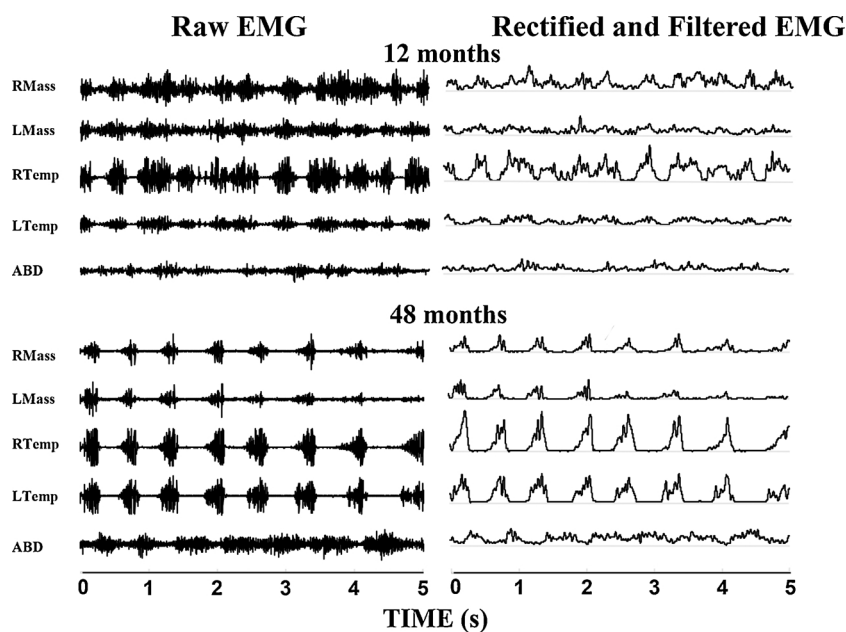 Raw EMG
Rectified and Filtered EMG
12 months
RMass
LMass
RTemp
LTemp
ABD
48 months
RMass
LMass
RTemp
LTemp
ABD
0 1 2 3 4 5 0 1 2 3 4 5
TIME (s)